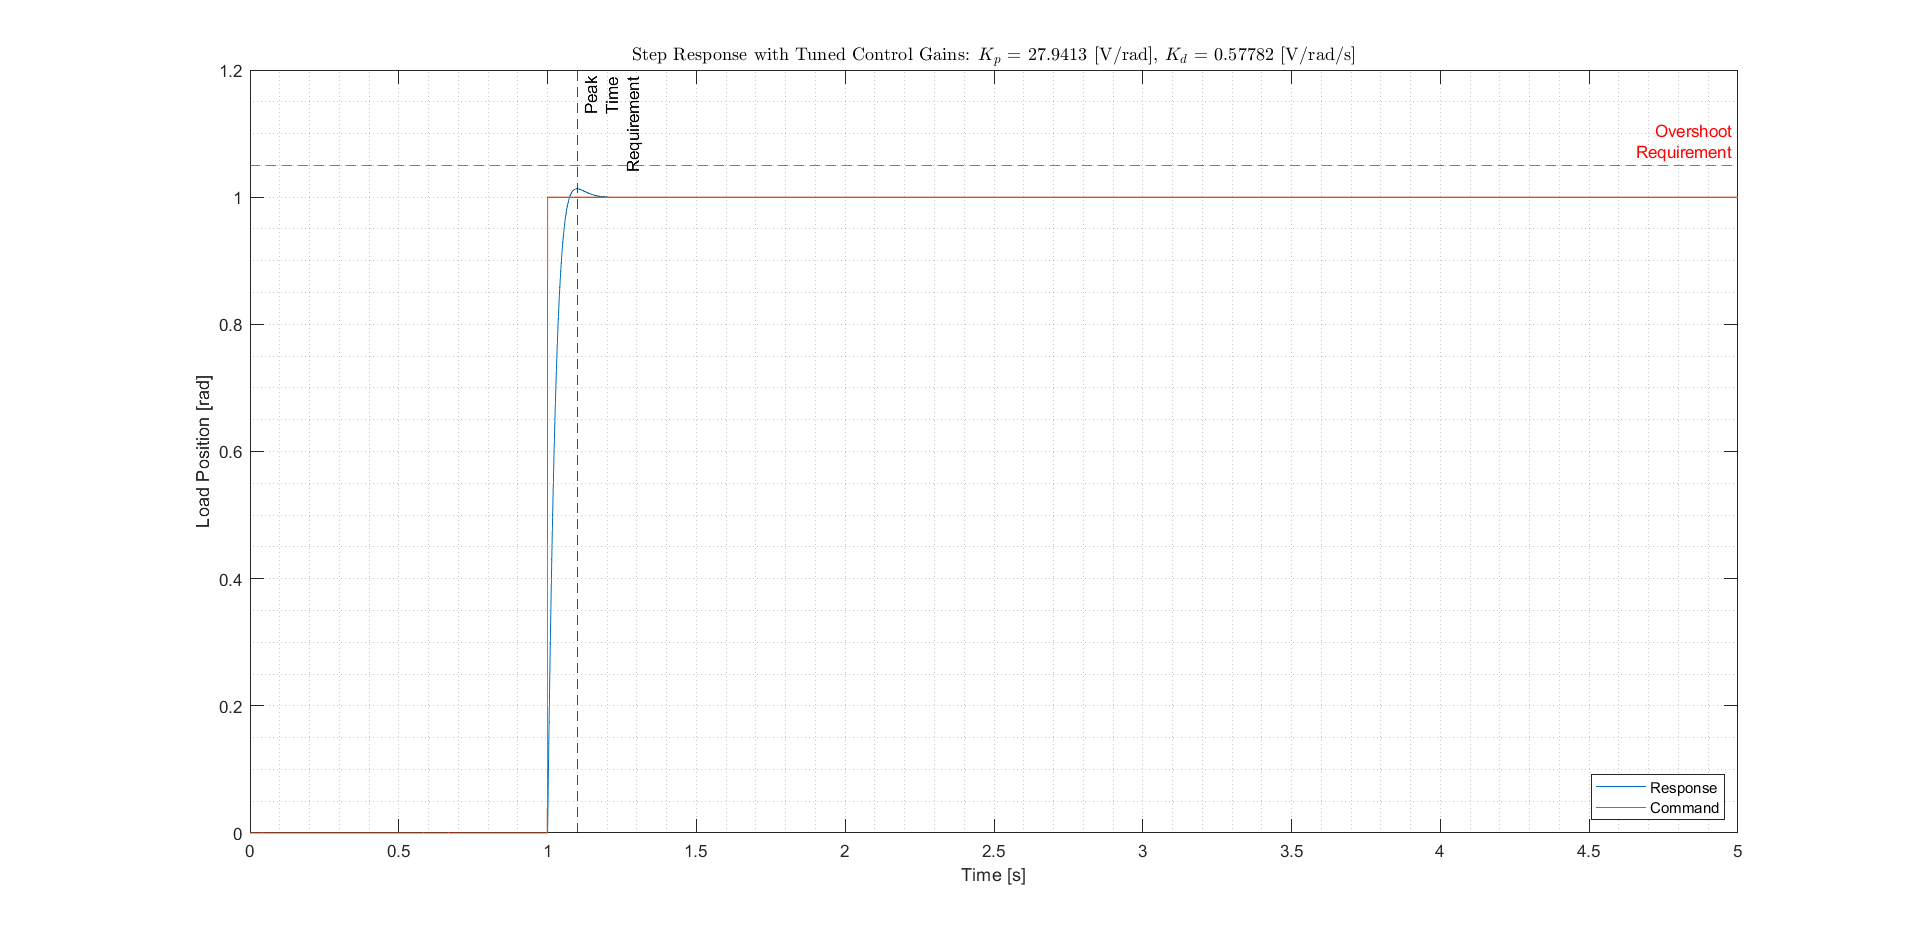 Step Response with Tuned Control Gains: K_p = 27.9413 [V/rad], K_d = 0.57782 [V/rad/s]
Peak
Time
Requirement
Overshoot
Requirement
1.2
1
0.8
0.6
0.4
0.2
0
Load Position [rad]
Response
Command
0 0.5 1 1.5 2 2.5 3 3.5 4 4.5 5
Time [s]